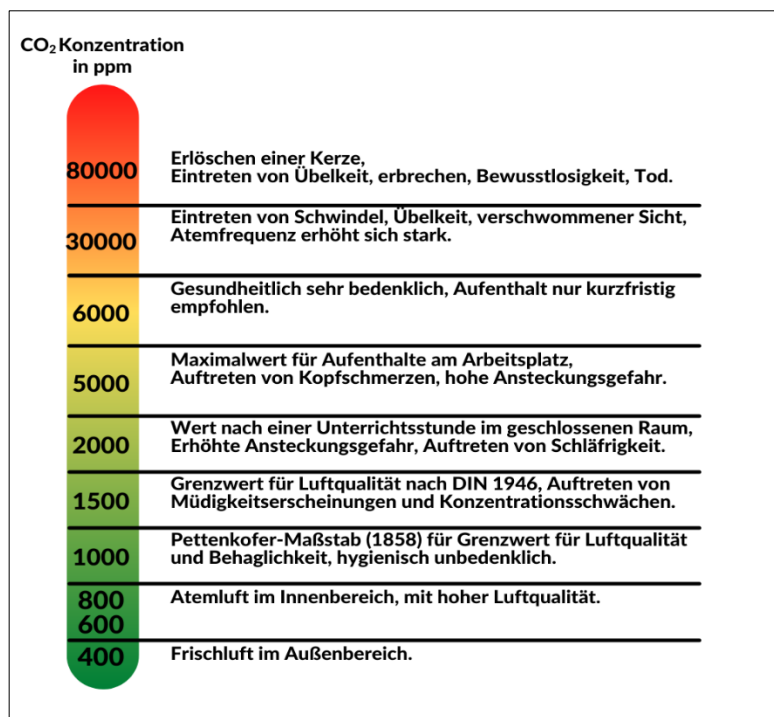 CO₂ Konzentration
in ppm
80000
Erlöschen einer Kerze,
Eintreten von Übelkeit, erbrechen, Bewusstlosigkeit, Tod.
30000
Eintreten von Schwindel, Übelkeit, verschwommener Sicht,
Atemfrequenz erhöht sich stark.
6000
Gesundheitlich sehr bedenklich, Aufenthalt nur kurzfristig
empfohlen.
5000
Maximalwert für Aufenthalte am Arbeitsplatz,
Auftreten von Kopfschmerzen, hohe Ansteckungsgefahr.
2000
Wert nach einer Unterrichtsstunde im geschlossenen Raum,
Erhöhte Ansteckungsgefahr, Auftreten von Schläfrigkeit.
1500
Grenzwert für Luftqualität nach DIN 1946, Auftreten von
Müdigkeitserscheinungen und Konzentrationsschwächen.
1000
Pettenkofer-Maßstab (1858) für Grenzwert für Luftqualität
und Behaglichkeit, hygienisch unbedenklich.
800
600
Atemluft im Innenbereich, mit hoher Luftqualität.
400
Frischluft im Außenbereich.